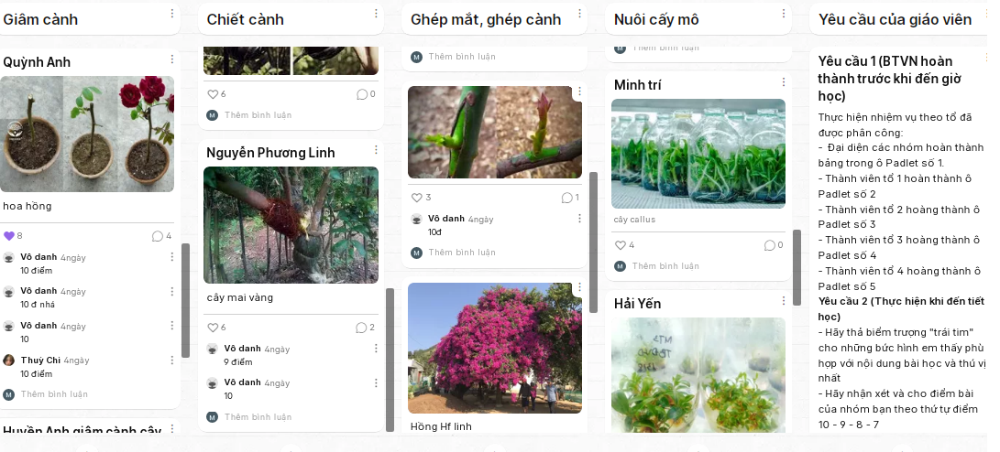 Giâm cành
Quỳnh Anh
hoa hồng
8
4
Vô danh 4ngày
10 điểm
Vô danh 4ngày
10 đ nhá
Vô danh 4ngày
10
Thuỳ Chi 4ngày
10 điểm
M Thêm bình luận
Huyền Anh giâm cành cây
Chiết cành
6
0
M Thêm bình luận
Nguyễn Phương Linh
cây mai vàng
6
2
Vô danh 4ngày
9 điểm
Vô danh 4ngày
10
M Thêm bình luận
Ghép mắt, ghép cành
M Thêm bình luận
3
1
Vô danh 4ngày
10đ
M Thêm bình luận
Hồng Hf linh
Nuôi cấy mô
M Thêm bình luận
Minh trí
cây callus
4
0
M Thêm bình luận
Hải Yến
Yêu cầu của giáo viên
Yêu cầu 1 (BTVN hoàn
thành trước khi đến giờ
học)
Thực hiện nhiệm vụ theo tổ đã
được phân công:
- Đại diện các nhóm hoàn thành
bảng trong ô Padlet số 1.
- Thành viên tổ 1 hoàn thành ô
Padlet số 2
- Thành viên tổ 2 hoàng thành ô
Padlet số 3
- Thành viên tổ 3 hoàng thành ô
Padlet số 4
- Thành viên tổ 4 hoàng thành ô
Padlet số 5
Yêu cầu 2 (Thực hiện khi đến tiết
học)
- Hãy thả biểm trượng "trái tim"
cho những bức hình em thấy phù
hợp với nội dung bài học và thú vị
nhất
- Hãy nhận xét và cho điểm bài
của nhóm bạn theo thứ tự điểm
10 - 9 - 8 - 7